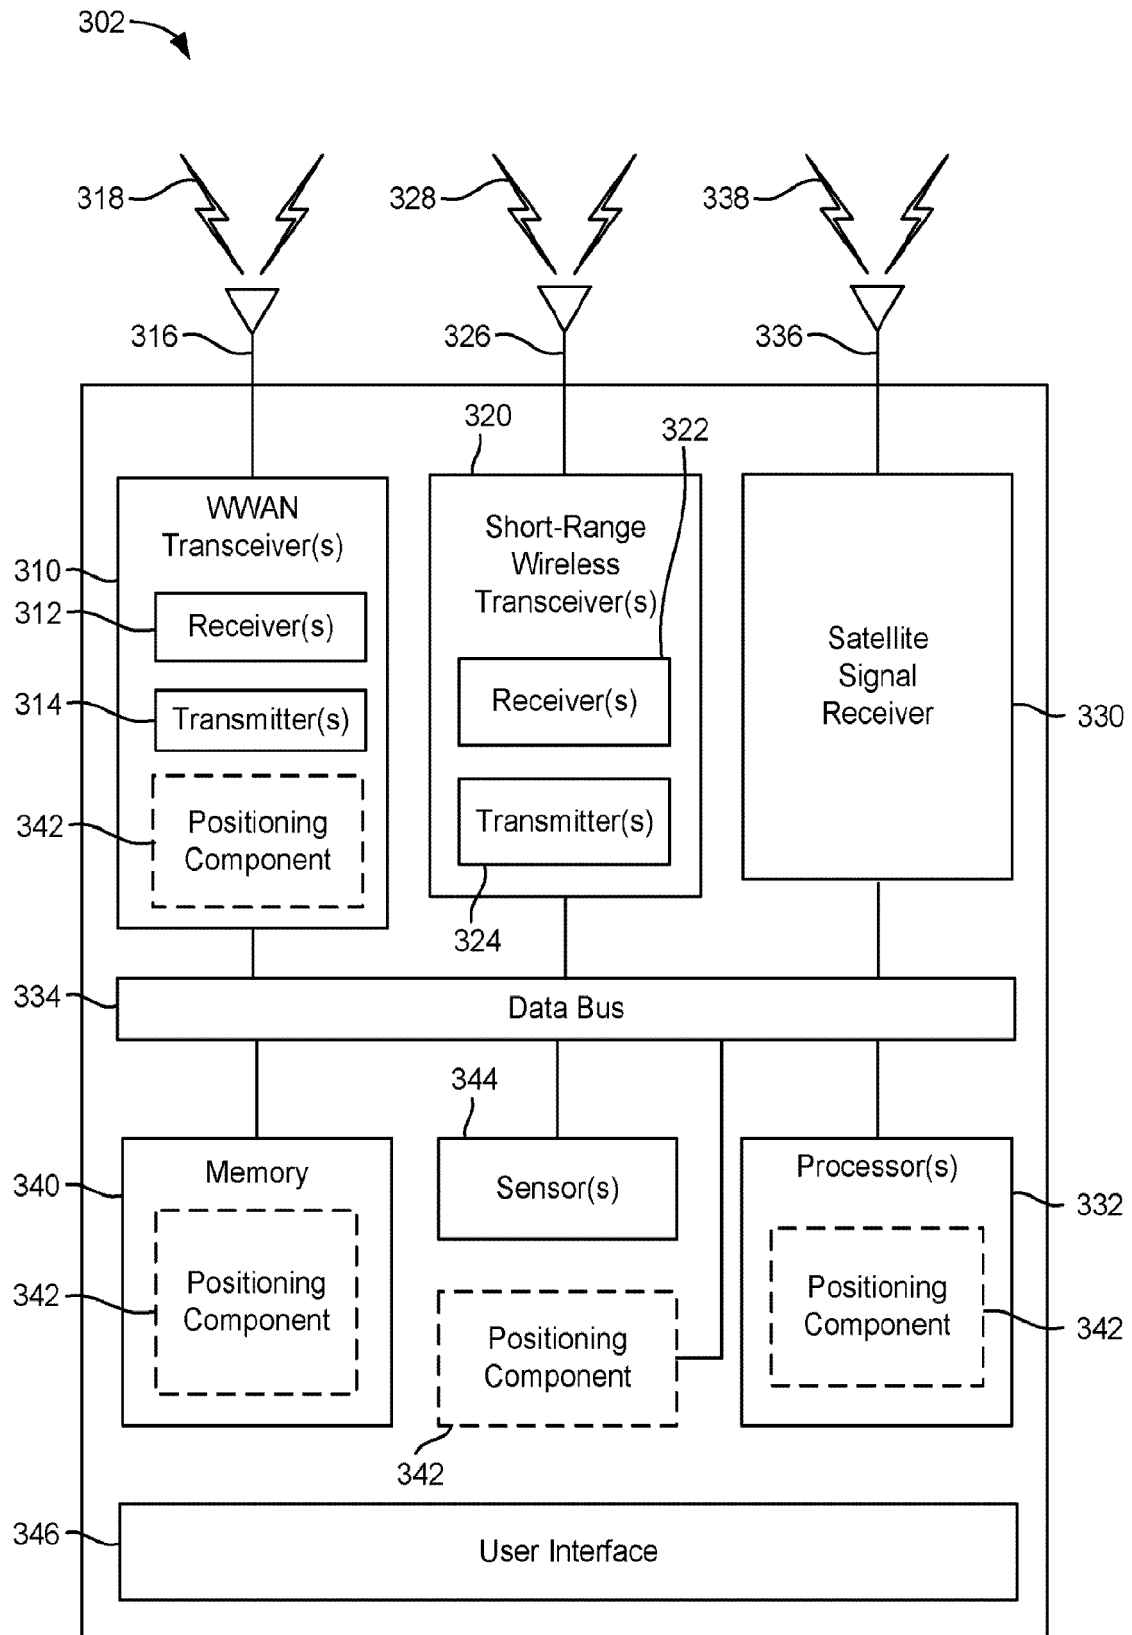 302
318
328
338
316
326
336
320
322
WWAN
Transceiver(s)
310
312
Receiver(s)
314
Transmitter(s)
342
Positioning
Component
Short-Range
Wireless
Transceiver(s)
Receiver(s)
Transmitter(s)
324
Satellite
Signal
Receiver
330
334
Data Bus
344
340
Memory
342
Positioning
Component
Sensor(s)
Positioning
Component
342
Processor(s)
332
Positioning
Component
342
346
User Interface